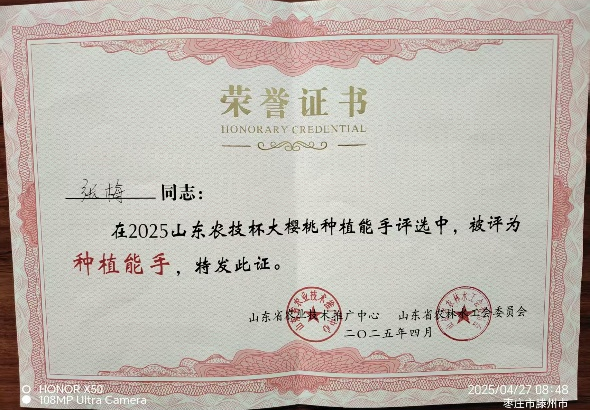 荣誉证书
HONORARY CREDENTIAL
张梅 同志：
在2025山东农技杯大樱桃种植能手评选中，被评为
种植能手，特发此证。
山东省农业技术推广中心 山东省农林水工会委员会
二〇二五年四月
HONOR X50
108MP Ultra Camera
2025/04/27 08:48
枣庄市滕州市